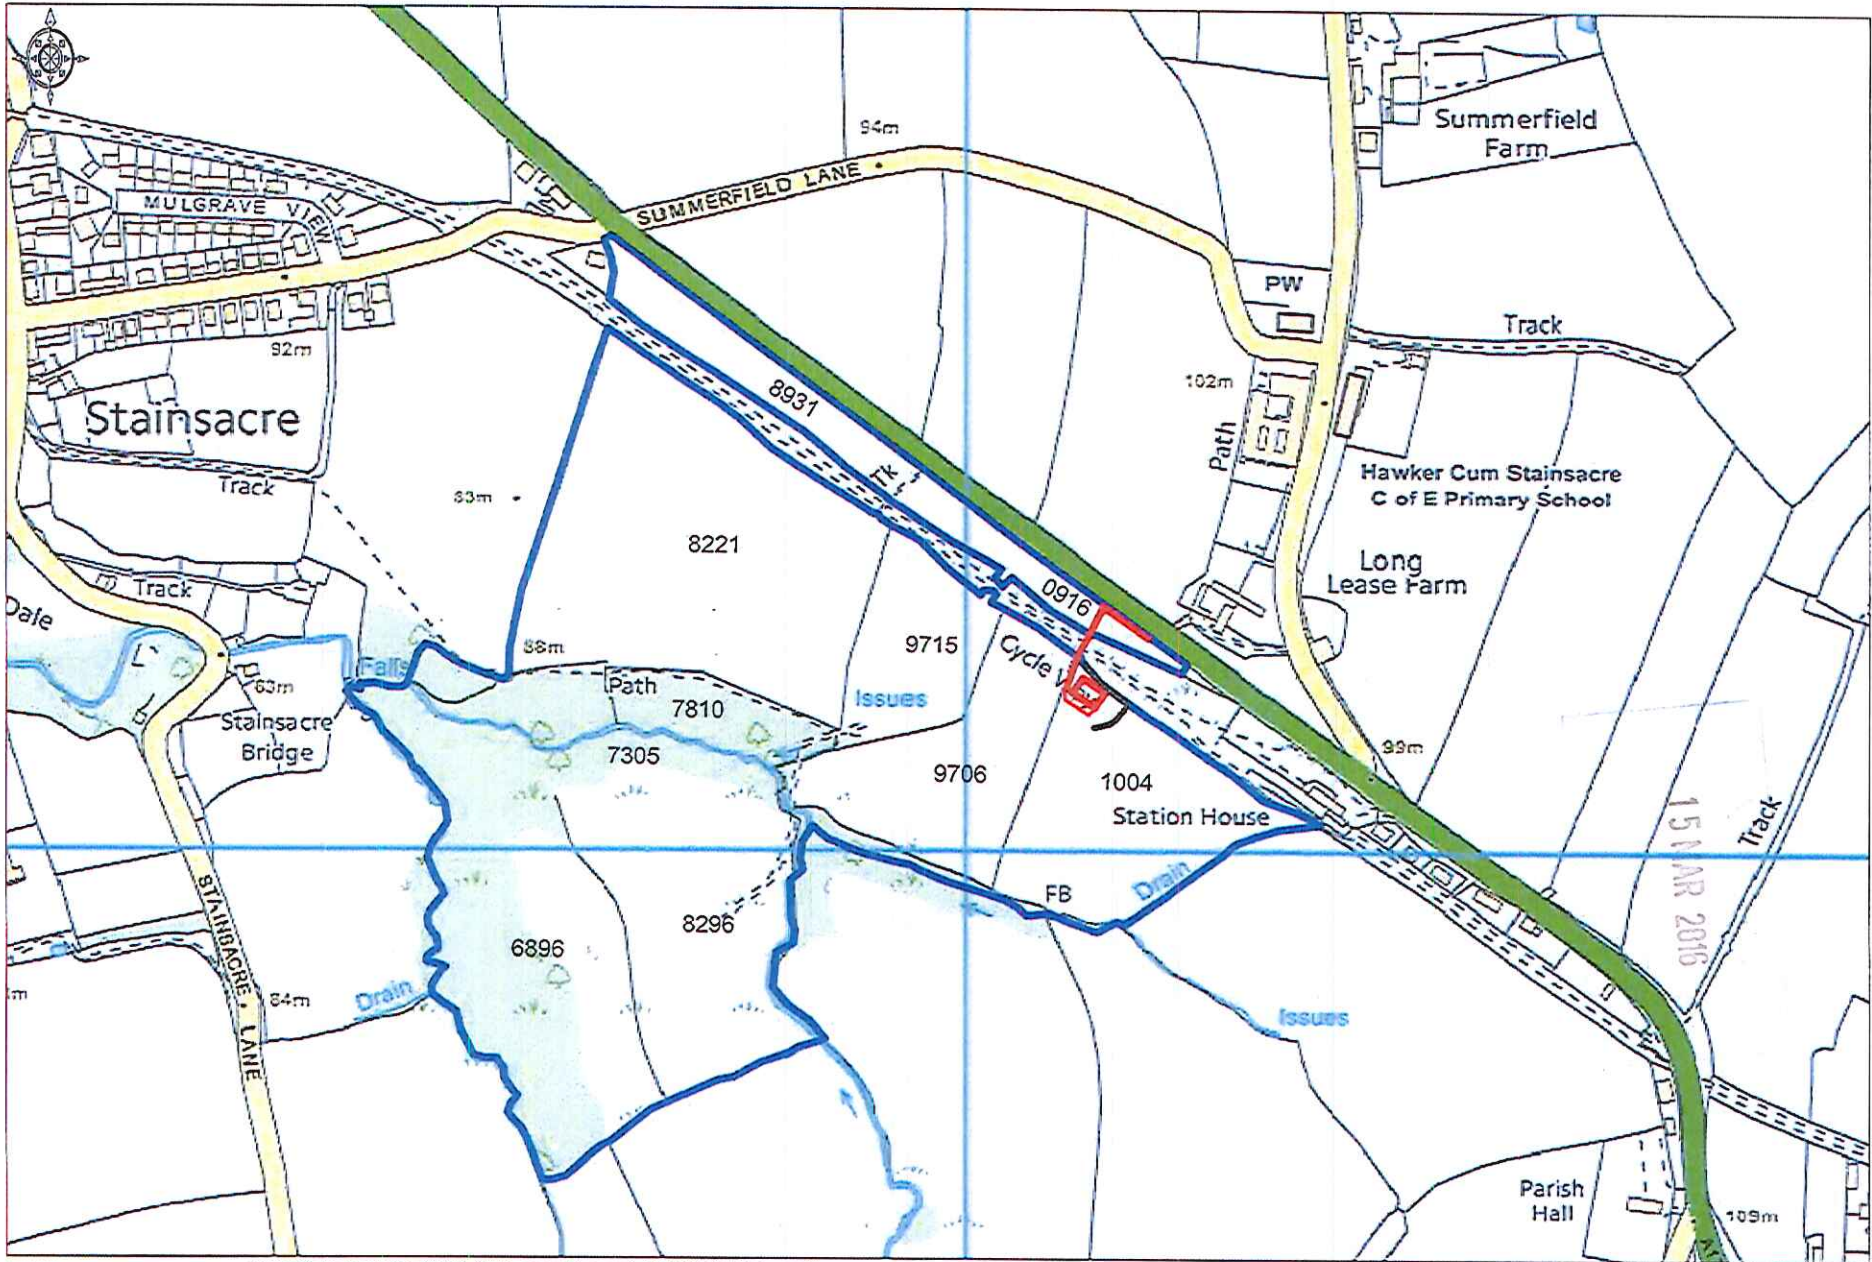 94m
Summerfield
Farm
SUMMERFIELD LANE
MULGRAVE VIEW
PW
Track
92m
102m
8931
Stainsacre
Path
Tk
Hawker Cum Stainsacre
C of E Primary School
Track
83m
8221
Long
Lease Farm
Track
0916
Dale
88m
9715
Cycle
Falls
Path
Issues
63m
7810
Stainsacre
Bridge
7305
99m
9706
1004
Station House
15 MAR 2016
Track
STAINSACRE LANE
FB
Drain
8296
6896
Drain
84m
Issues
Parish
Hall
109m